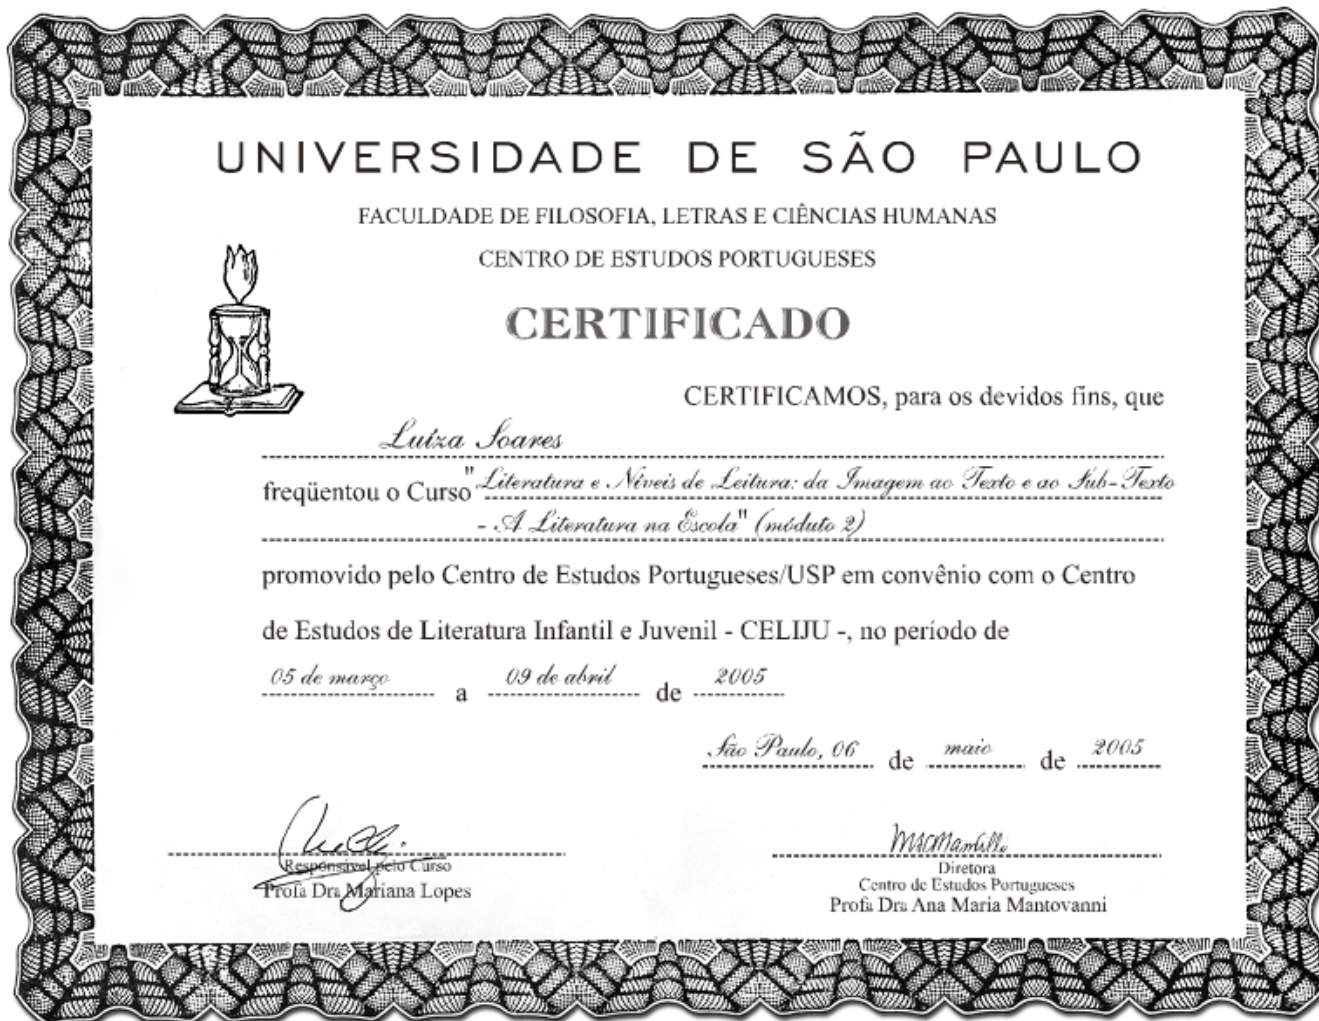 UNIVERSIDADE DE SÃO PAULO
FACULDADE DE FILOSOFIA, LETRAS E CIÊNCIAS HUMANAS
CENTRO DE ESTUDOS PORTUGUESES
CERTIFICADO
CERTIFICAMOS, para os devidos fins, que
Luíza Soares
freqüentou o Curso "Literatura e Níveis de Leitura: da Imagem ao Texto e ao Sub-Texto
- A Literatura na Escola" (móduto 2)
promovido pelo Centro de Estudos Portugueses/USP em convênio com o Centro
de Estudos de Literatura Infantil e Juvenil - CELIJU -, no período de
05 de março a 09 de abril de 2005
São Paulo, 06 de maio de 2005
Responsável pelo Curso
Profa Dra Mariana Lopes
Diretora
Centro de Estudos Portugueses
Profa Dra Ana Maria Mantovanni